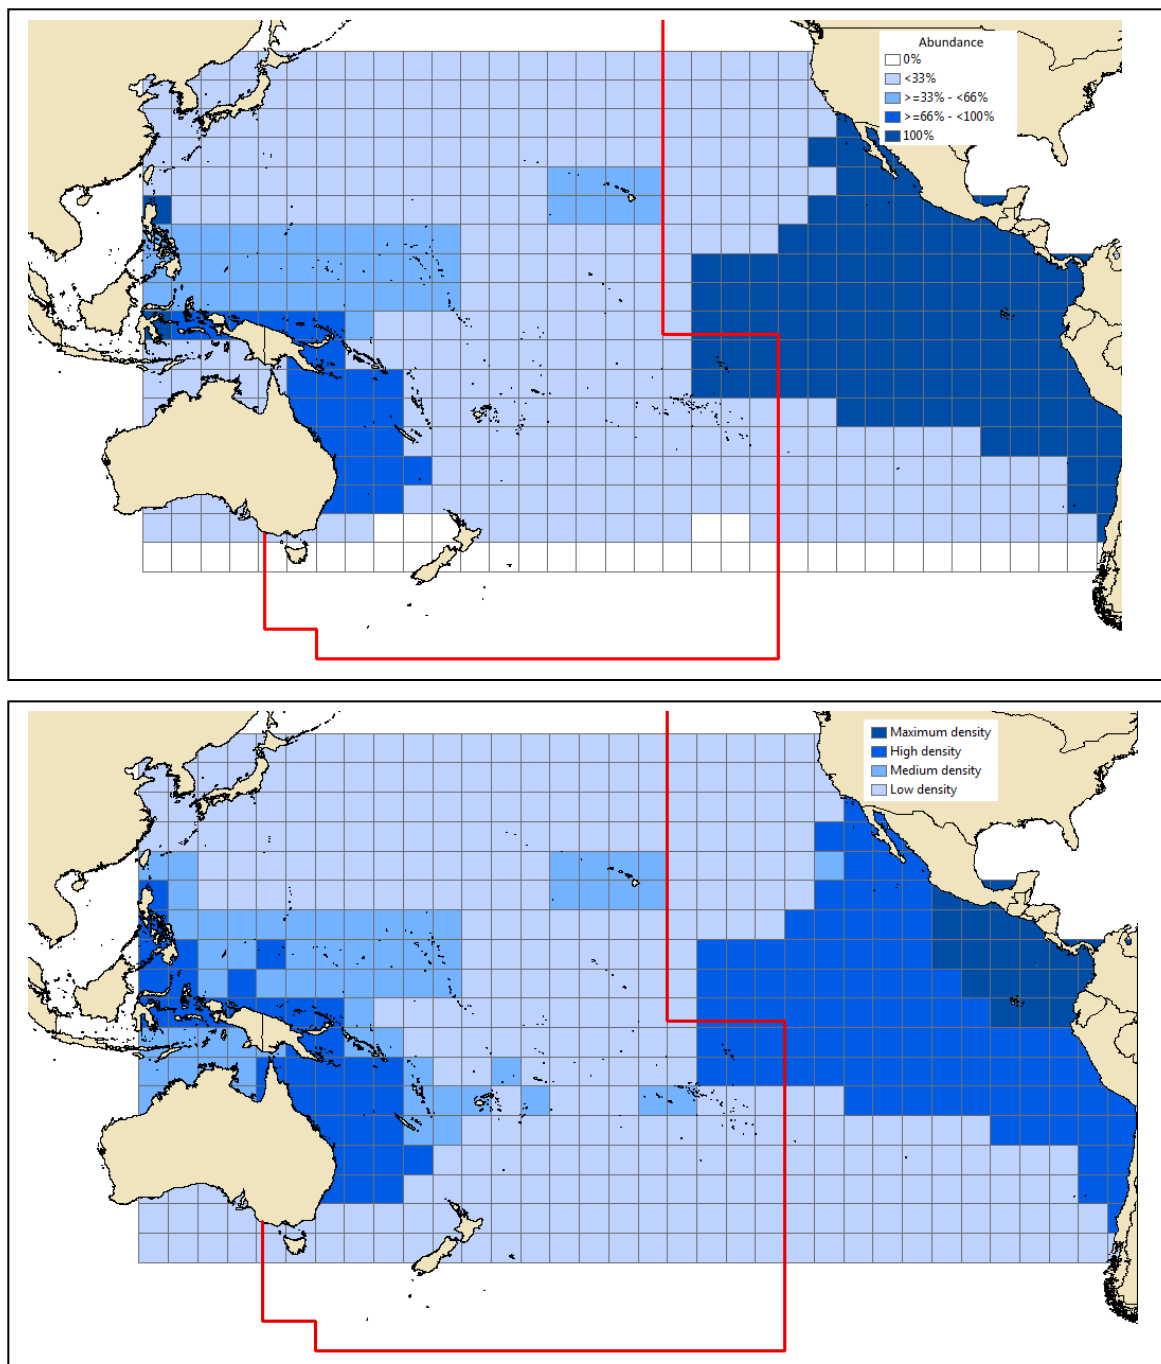 Abundance
0%
<33%
>=33% - <66%
>=66% - <100%
100%
Maximum density
High density
Medium density
Low density